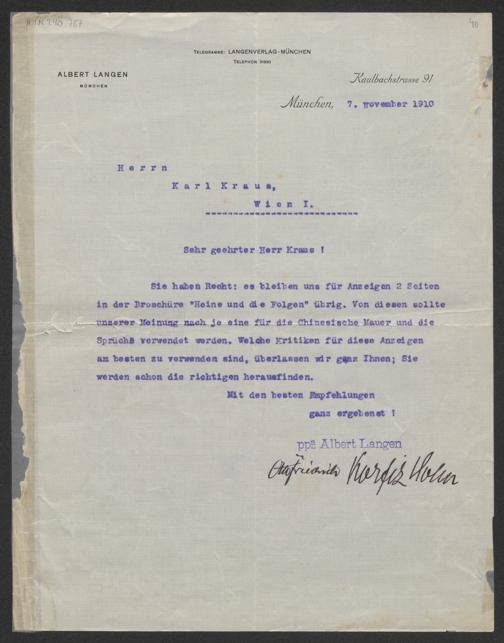 TELEGRAMME: LANGENVERLAG-MÜNCHEN
TELEPHON
ALBERT LANGEN
MÜNCHEN
Kaulbachstrasse 91
München, 7. November 1910
Herrn
Karl Kraus,
Wien I.
Sehr geehrter Herr Kraus !
Sie haben Recht: es bleiben uns für Anzeigen 2 Seiten
in der Broschüre "Heine und die Folgen" übrig. Von diesen sollte
unserer Meinung nach je eine für die Chinesische Mauer und die
Sprüche verwendet werden. Welche Kritiken für diese Anzeigen
am besten zu verwenden sind, überlassen wir ganz Ihnen; Sie
werden schon die richtigen herausfinden.
Mit den besten Empfehlungen
ganz ergebenst !
ppa Albert Langen
Korfiz Holm